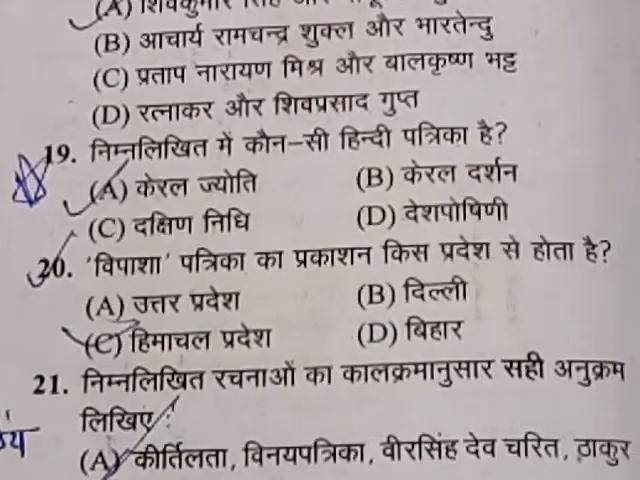 (A) शिवकुमार सिंह और
(B) आचार्य रामचन्द्र शुक्ल और भारतेन्दु
(C) प्रताप नारायण मिश्र और बालकृष्ण भट्ट
(D) रत्नाकर और शिवप्रसाद गुप्त
19. निम्नलिखित में कौन-सी हिन्दी पत्रिका है?
(A) केरल ज्योति (B) केरल दर्शन
(C) दक्षिण निधि (D) देशपोषिणी
20. 'विपाशा' पत्रिका का प्रकाशन किस प्रदेश से होता है?
(A) उत्तर प्रदेश (B) दिल्ली
(C) हिमाचल प्रदेश (D) बिहार
21. निम्नलिखित रचनाओं का कालक्रमानुसार सही अनुक्रम
लिखिए :
(A) कीर्तिलता, विनयपत्रिका, वीरसिंह देव चरित, ठाकुर